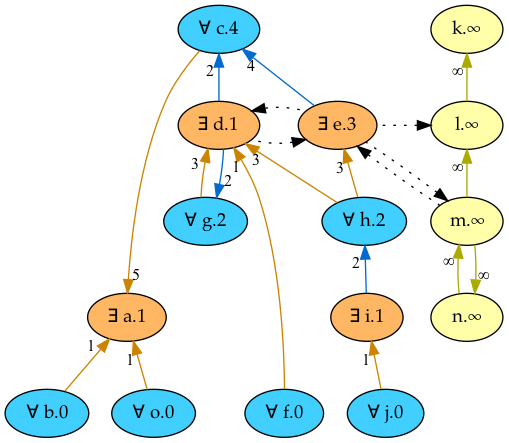 ∀ c.4
k.∞
2
4
∞
∃ d.1
∃ e.3
l.∞
3
2
1
3
3
∞
∀ g.2
∀ h.2
m.∞
5
2
∞
∞
∃ a.1
∃ i.1
n.∞
1
1
1
∀ b.0
∀ o.0
∀ f.0
∀ j.0